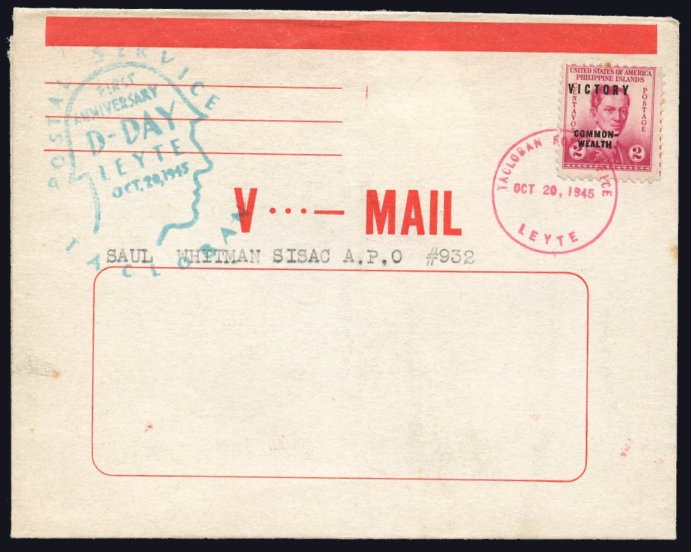 POSTAL SERVICE
FIRST
ANNIVERSARY
D-DAY
LEYTE
OCT. 20, 1945
TACLOBAN
UNITED STATES OF AMERICA
PHILIPPINE ISLANDS
VICTORY
POSTAGE
COMMON-
WEALTH
2 2
TACLOBAN
OCT 20, 1945
LEYTE
V ...— MAIL
SAUL WHITMAN SISAC A.P.O #932